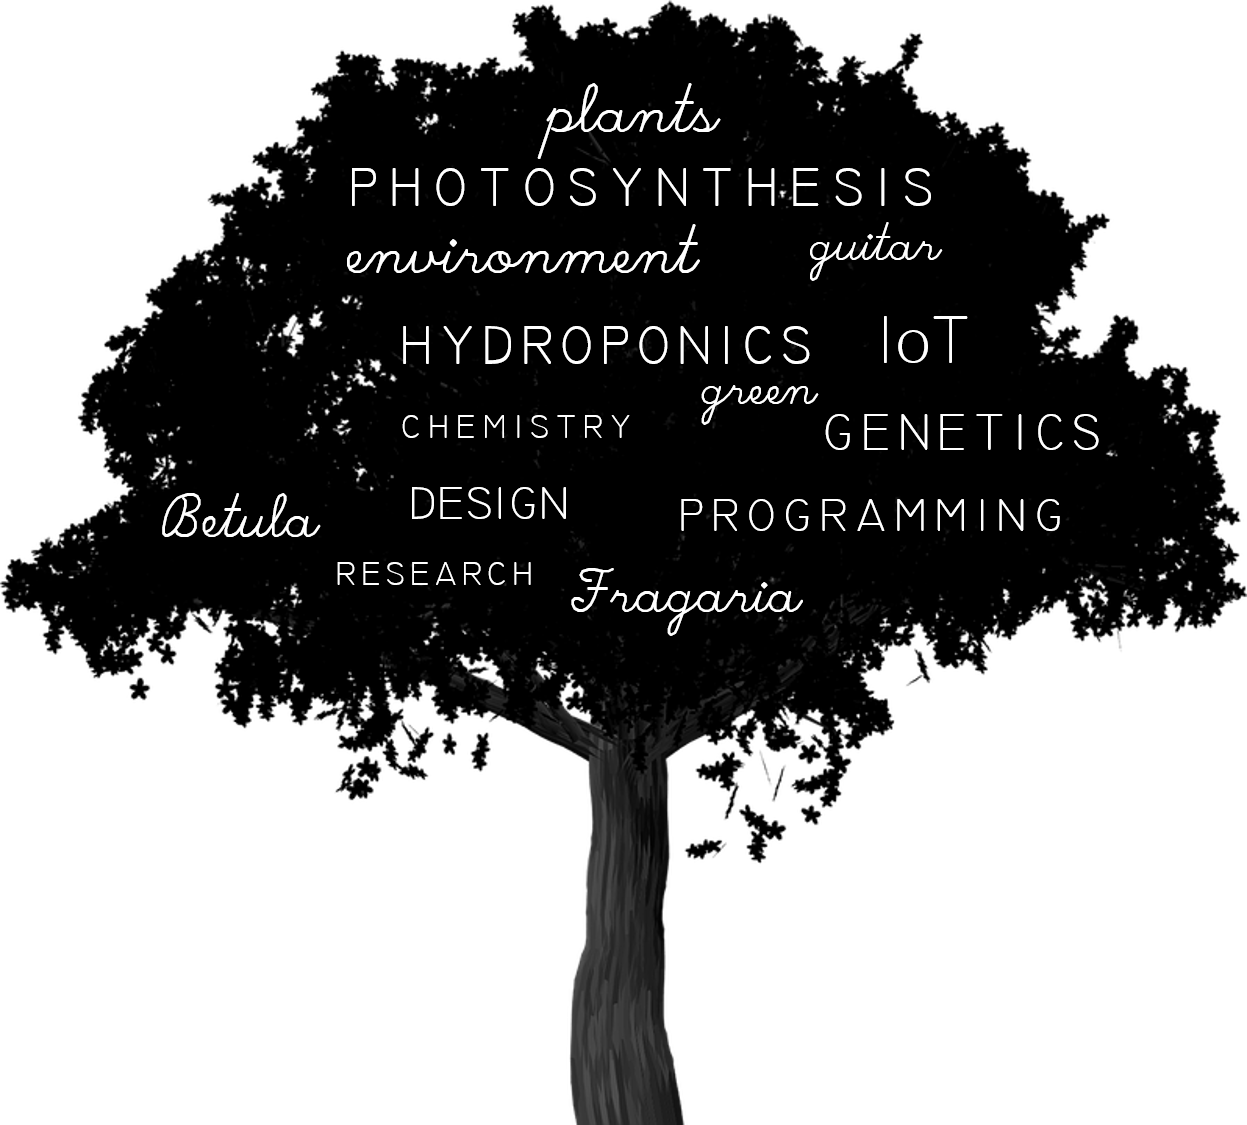 plants
PHOTOSYNTHESIS
environment guitar
HYDROPONICS IoT
green
CHEMISTRY GENETICS
Betula DESIGN PROGRAMMING
RESEARCH Fragaria